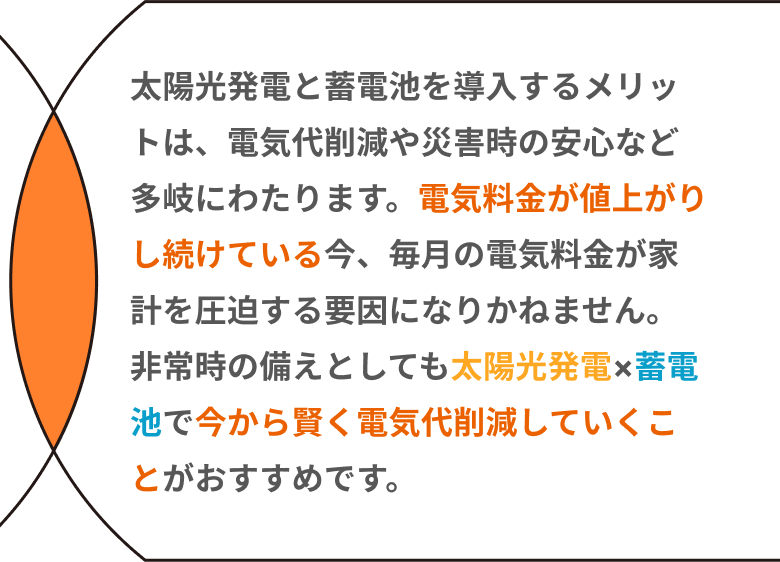 太陽光発電と蓄電池を導入するメリッ
トは、電気代削減や災害時の安心など
多岐にわたります。電気料金が値上がり
し続けている今、毎月の電気料金が家
計を圧迫する要因になりかねません。
非常時の備えとしても太陽光発電×蓄電
池で今から賢く電気代削減していくこ
とがおすすめです。